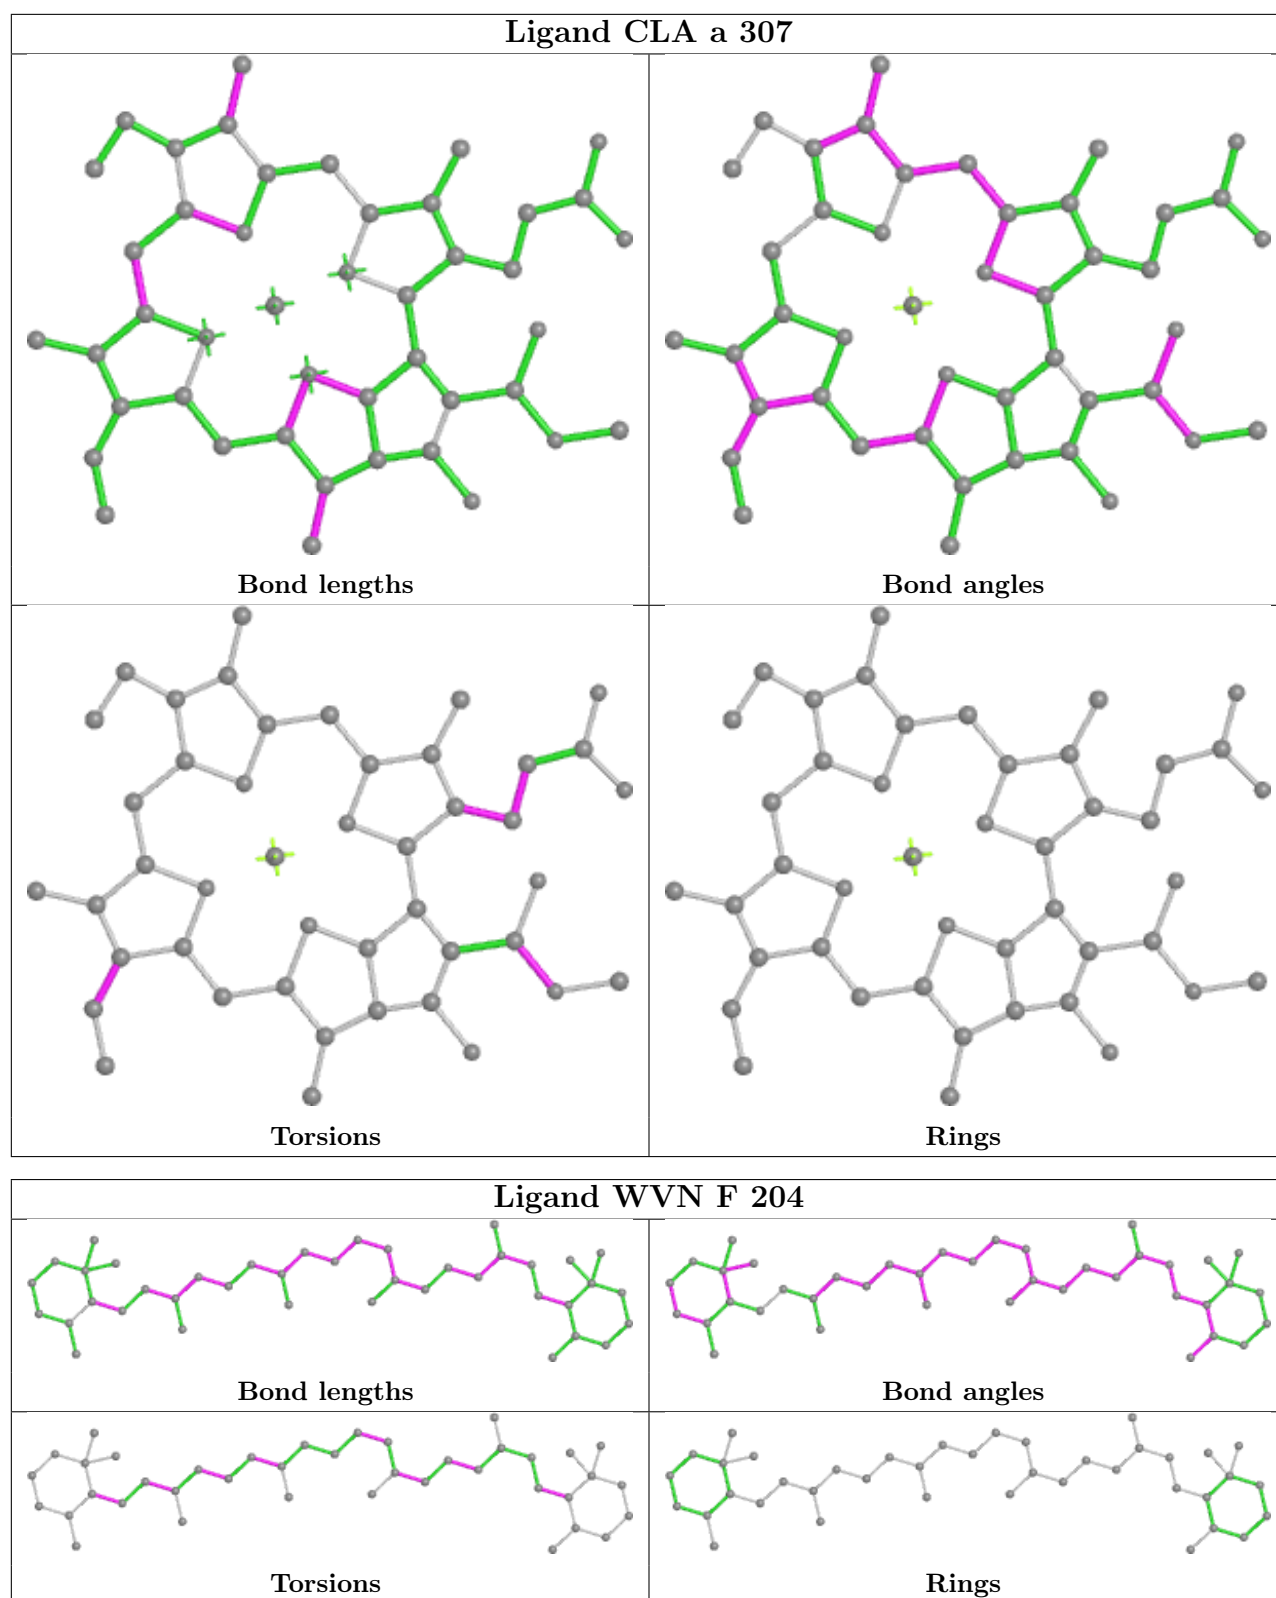 Ligand CLA a 307
Bond lengths
Bond angles
Torsions
Rings
Ligand WVN F 204
Bond lengths
Bond angles
Torsions
Rings